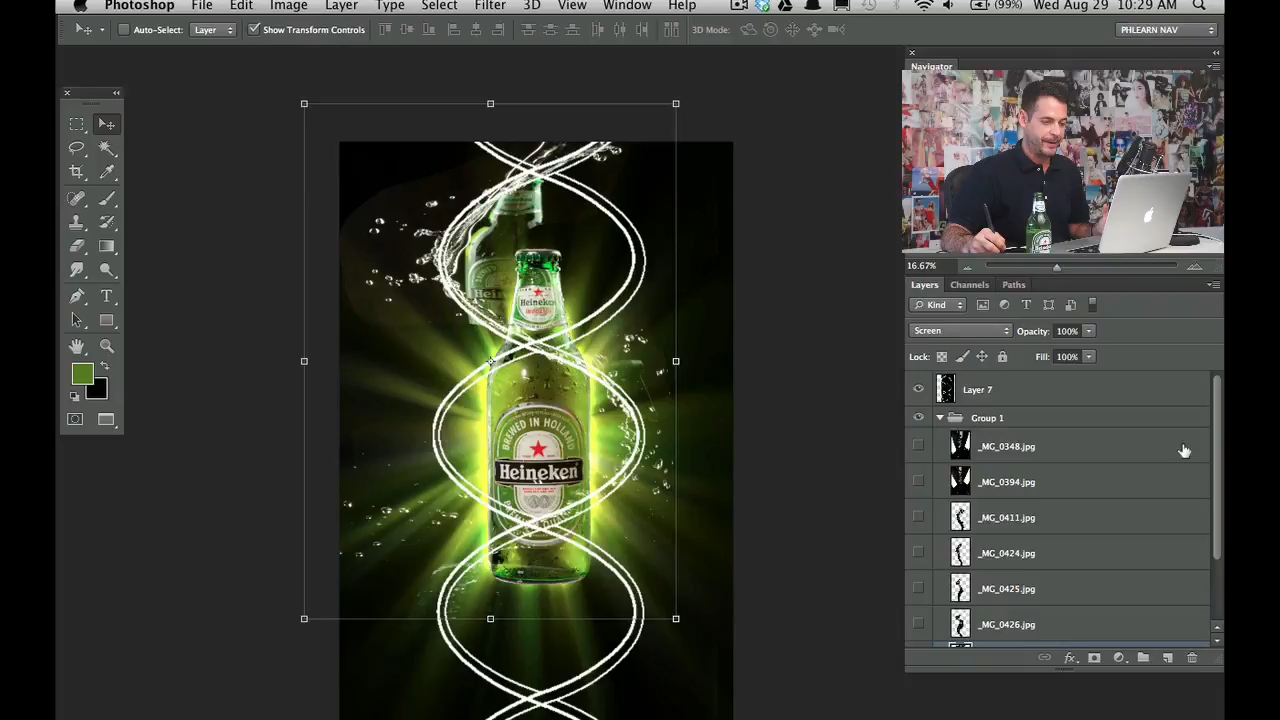 Photoshop File Edit Image Layer Type Select Filter 3D View Window Help (99%) Wed Aug 29 10:29 AM
Auto-Select: Layer Show Transform Controls 3D Mode: PHLEARN NAV
Navigator
16.67%
Layers Channels Paths
Kind
Screen Opacity: 100%
Lock: Fill: 100%
Layer 7
Group 1
_MG_0348.jpg
_MG_0394.jpg
_MG_0411.jpg
_MG_0424.jpg
_MG_0425.jpg
_MG_0426.jpg
Heineken
BREWED IN HOLLAND
Heineken